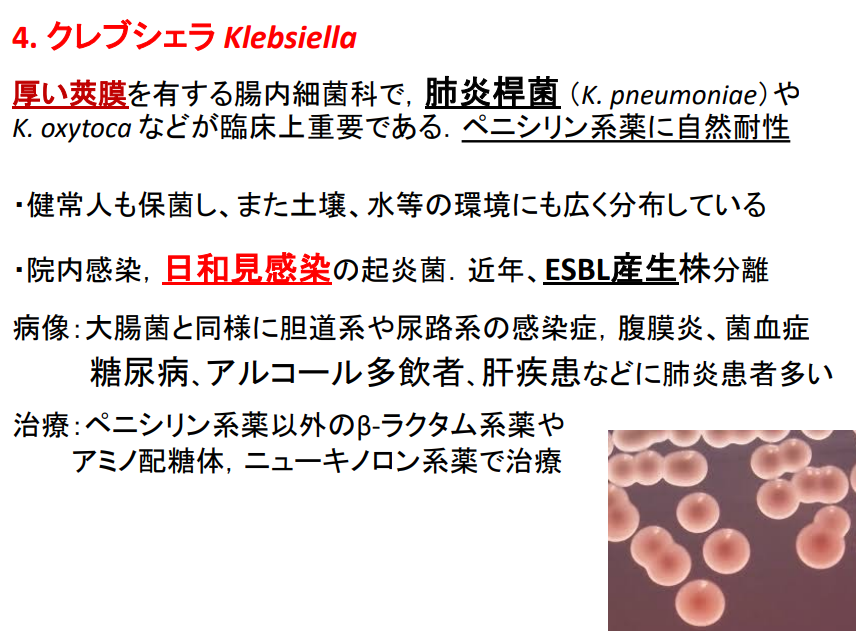 4. クレブシェラ Klebsiella
厚い莢膜を有する腸内細菌科で，肺炎桿菌（K. pneumoniae）や
K. oxytoca などが臨床上重要である．ペニシリン系薬に自然耐性
・健常人も保菌し、また土壌、水等の環境にも広く分布している
・院内感染，日和見感染の起炎菌．近年、ESBL産生株分離
病像：大腸菌と同様に胆道系や尿路系の感染症，腹膜炎、菌血症
糖尿病、アルコール多飲者、肝疾患などに肺炎患者多い
治療：ペニシリン系薬以外のβ-ラクタム系薬や
アミノ配糖体，ニューキノロン系薬で治療